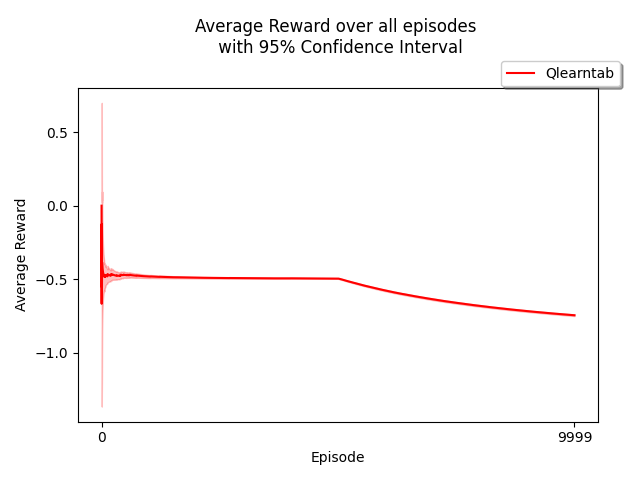 Average Reward over all episodes
with 95% Confidence Interval
Qlearntab
0.5
0.0
−0.5
−1.0
Average Reward
0
9999
Episode